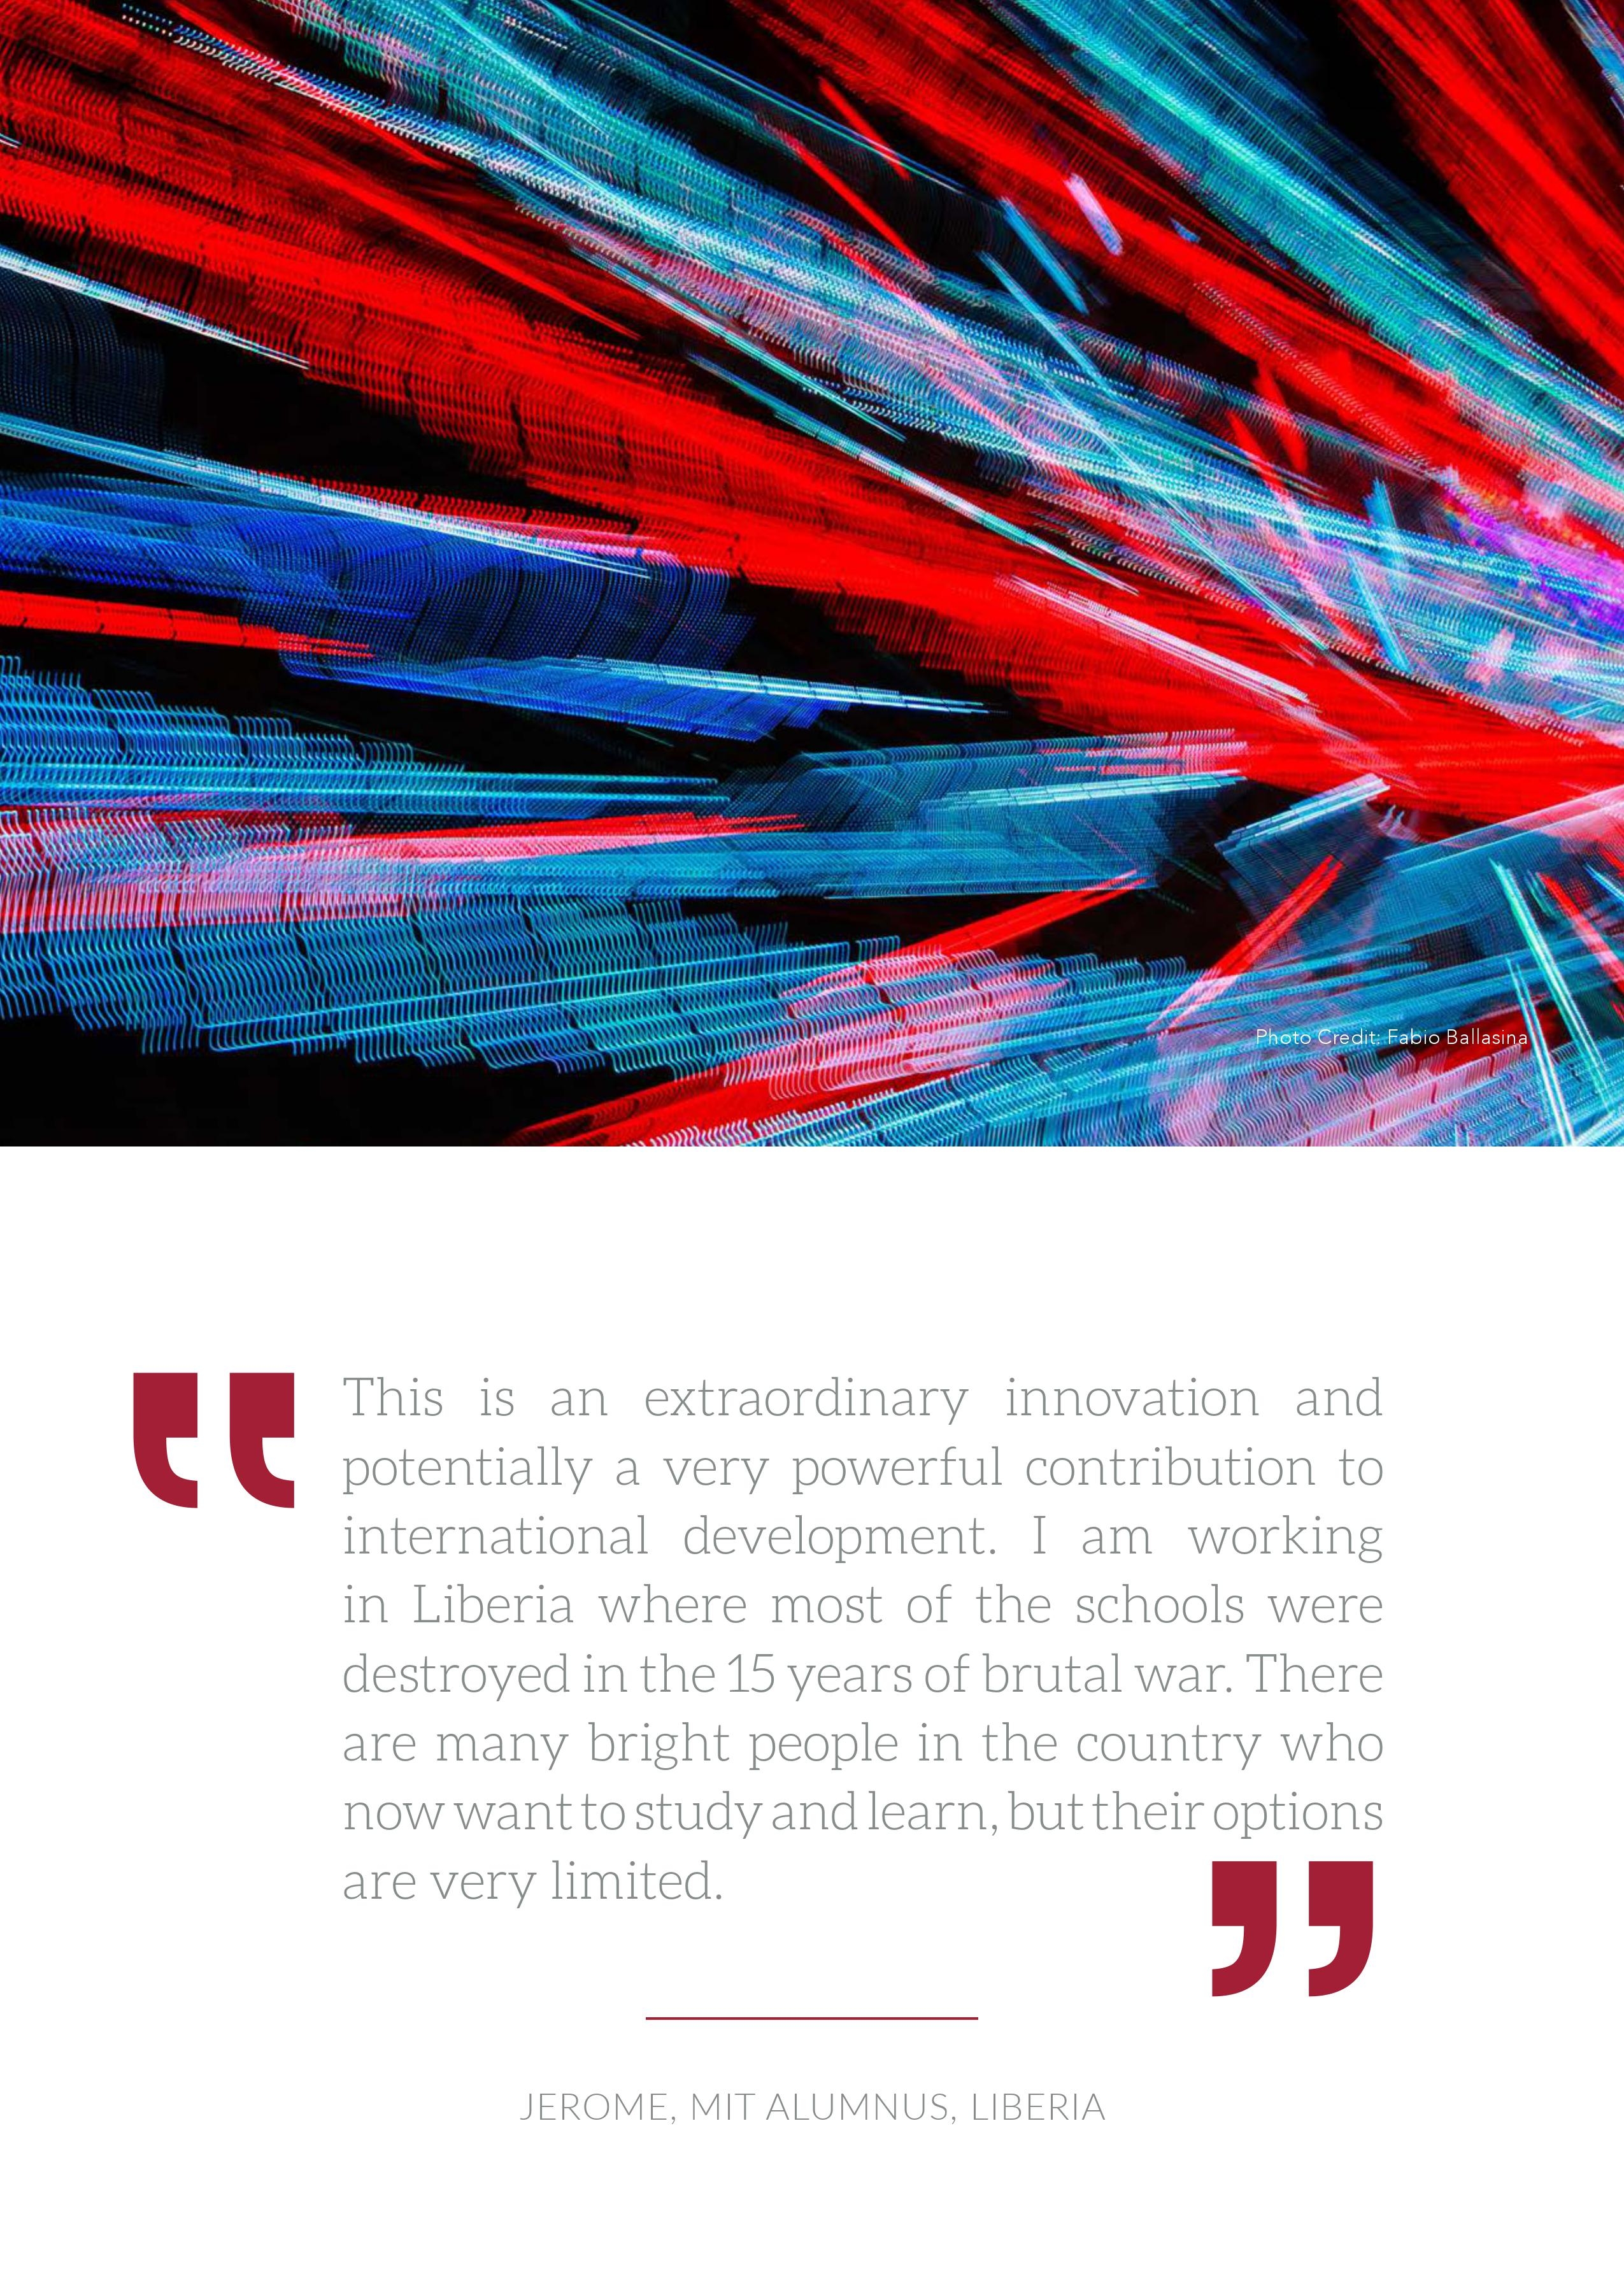 Photo Credit: Fabio Ballasina
“ This is an extraordinary innovation and
potentially a very powerful contribution to
international development. I am working
in Liberia where most of the schools were
destroyed in the 15 years of brutal war. There
are many bright people in the country who
now want to study and learn, but their options
are very limited. ”
JEROME, MIT ALUMNUS, LIBERIA